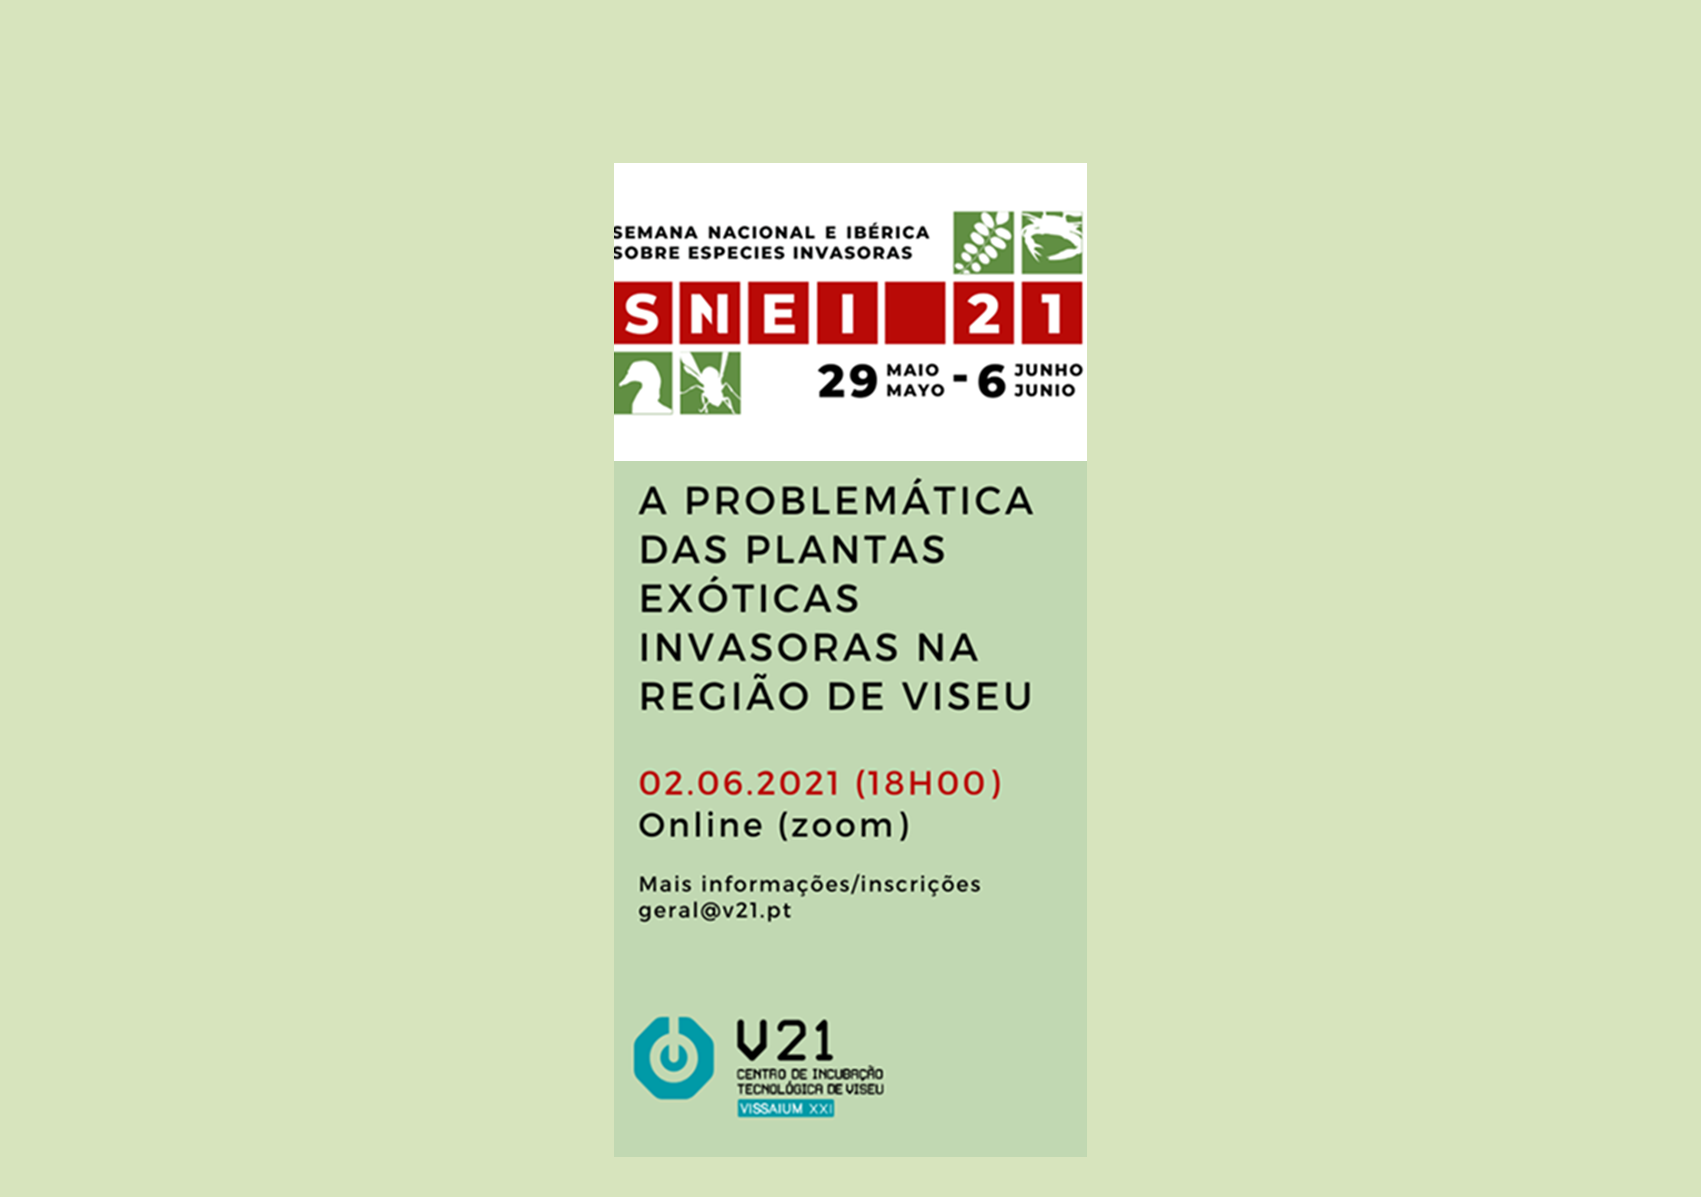 SEMANA NACIONAL E IBÉRICA
SOBRE ESPECIES INVASORAS
SNEI 21
29 MAIO MAYO - 6 JUNHO JUNIO
A PROBLEMÁTICA
DAS PLANTAS
EXÓTICAS
INVASORAS NA
REGIÃO DE VISEU
02.06.2021 (18H00)
Online (zoom)
Mais informações/inscrições
geral@v21.pt
V21
CENTRO DE INCUBAÇÃO
TECNOLÓGICA DE VISEU
VISSAIUM XXI